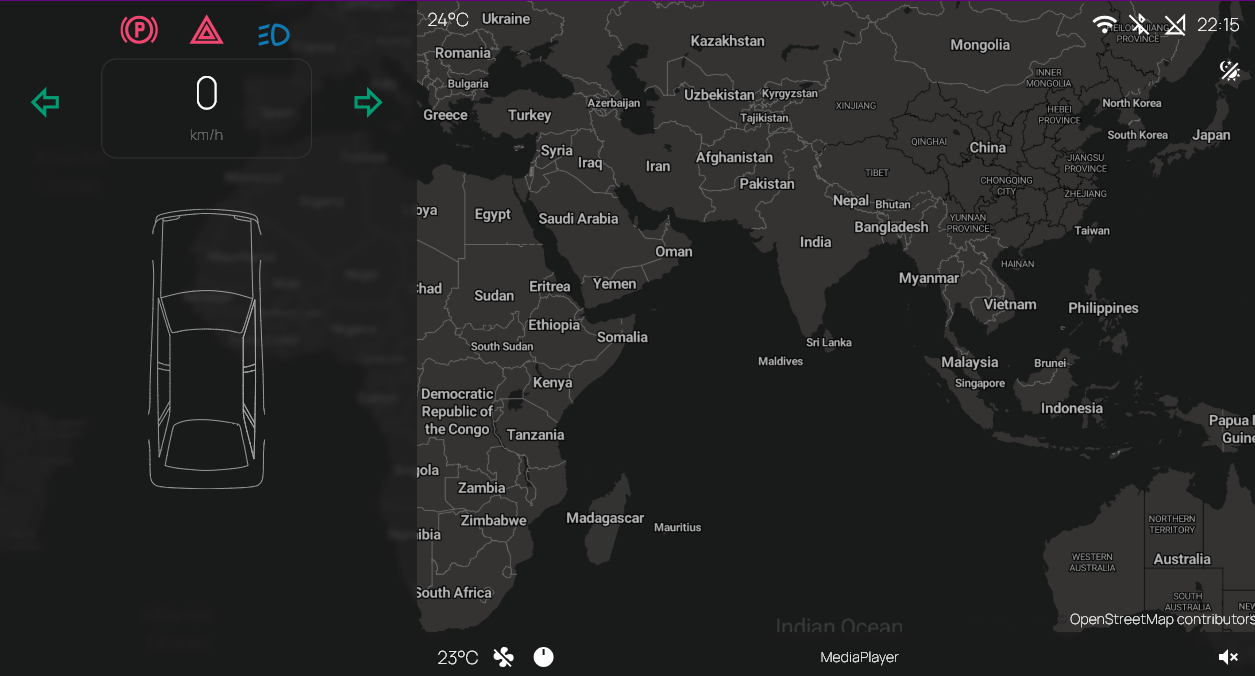 P
0
km/h
24°C
22:15
Ukraine
Kazakhstan
Mongolia
Romania
Bulgaria
INNER
MONGOLIA
Greece
Turkey
Azerbaijan
Uzbekistan
Kyrgyzstan
Tajikistan
XINJIANG
HEBEI
PROVINCE
North Korea
South Korea
Japan
Syria
Iraq
Iran
Afghanistan
Pakistan
QINGHAI
China
JIANGSU
PROVINCE
TIBET
CHONGQING
CITY
ZHEJIANG
Nepal
Bhutan
Egypt
Saudi Arabia
Bangladesh
YUNNAN
PROVINCE
Taiwan
Oman
India
HAINAN
Myanmar
Sudan
Eritrea
Yemen
Vietnam
Philippines
Ethiopia
Somalia
South Sudan
Sri Lanka
Maldives
Malaysia
Brunei
Singapore
Kenya
Democratic
Republic of
the Congo
Indonesia
Papua
Guine
Tanzania
gola
Zambia
Zimbabwe
Madagascar
Mauritius
NORTHERN
TERRITORY
WESTERN
AUSTRALIA
Australia
South Africa
SOUTH
AUSTRALIA
NEW
OpenStreetMap contributors
Indian Ocean
23°C
MediaPlayer